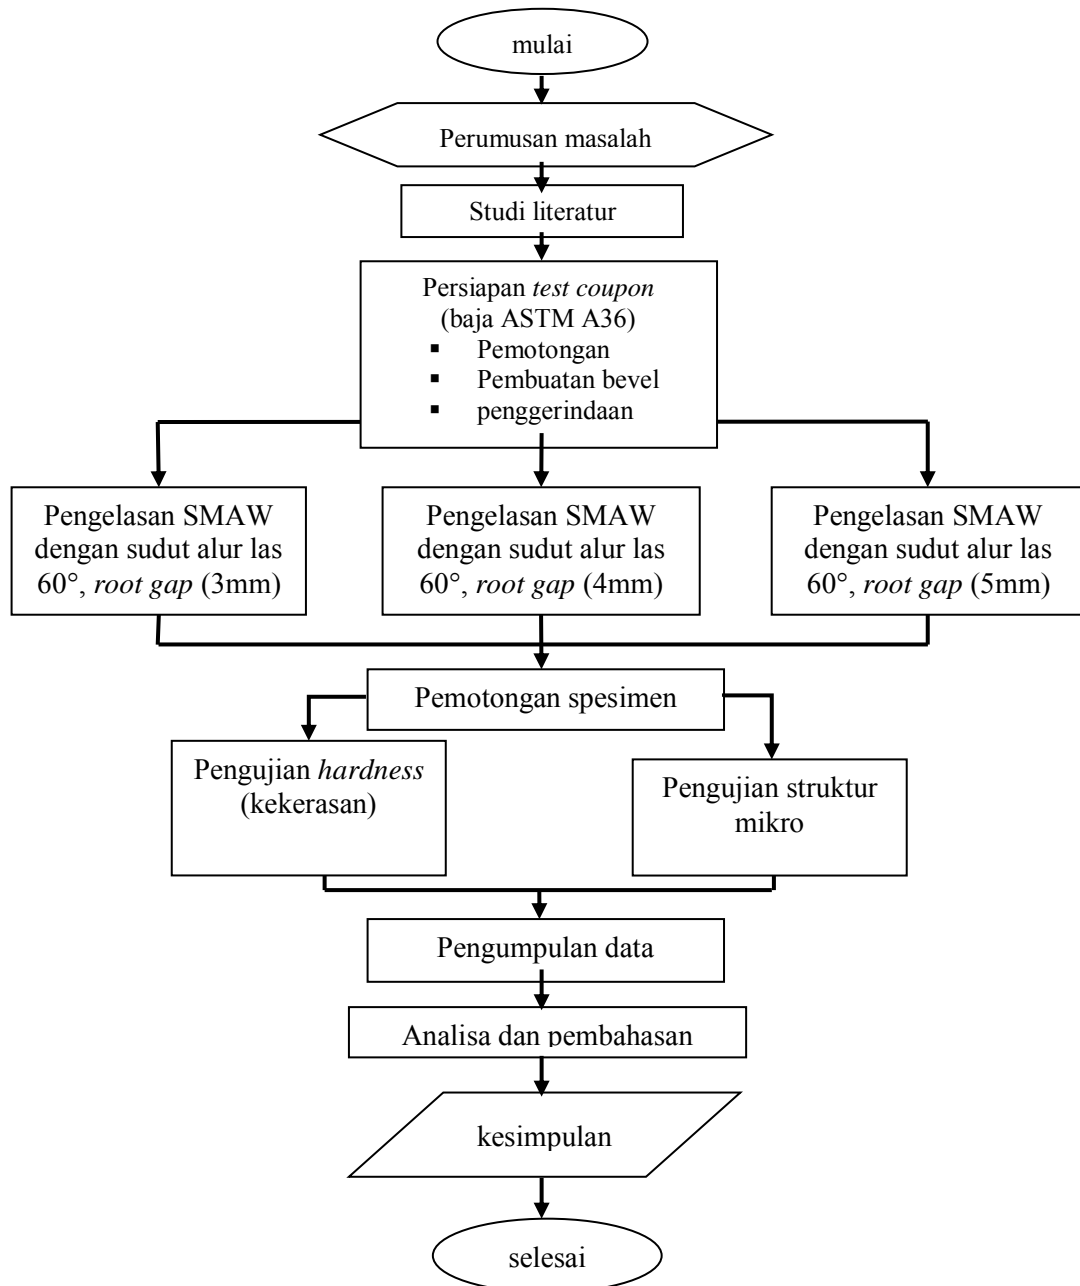 mulai
Perumusan masalah
Studi literatur
Persiapan test coupon
(baja ASTM A36)
▪ Pemotongan
▪ Pembuatan bevel
▪ penggerindaan
Pengelasan SMAW
dengan sudut alur las
60°, root gap (3mm)
Pengelasan SMAW
dengan sudut alur las
60°, root gap (4mm)
Pengelasan SMAW
dengan sudut alur las
60°, root gap (5mm)
Pemotongan spesimen
Pengujian hardness
(kekerasan)
Pengujian struktur
mikro
Pengumpulan data
Analisa dan pembahasan
kesimpulan
selesai